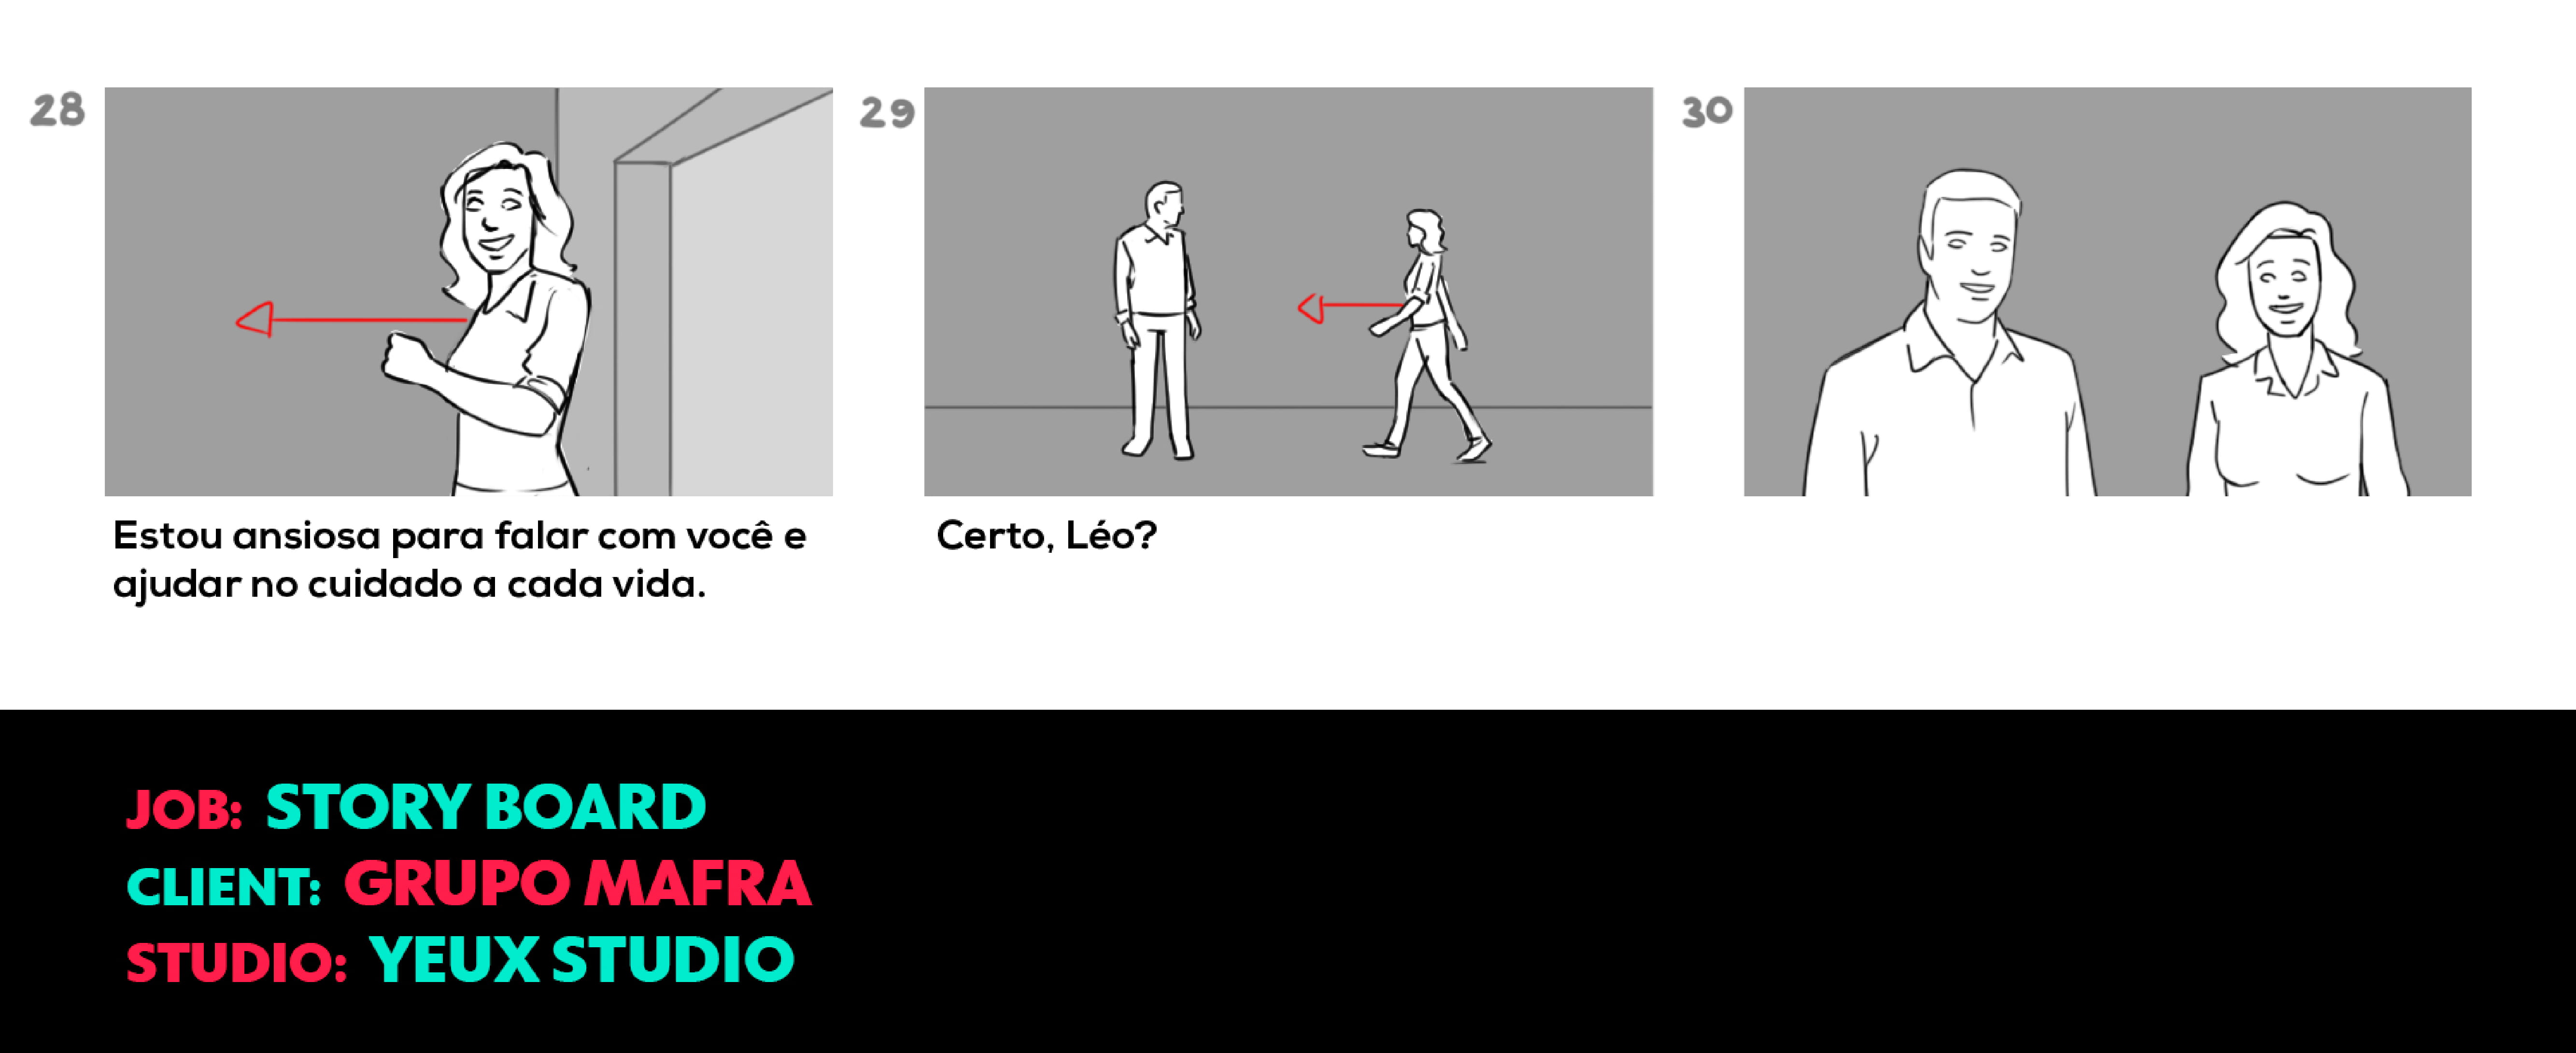 28
29
30
Estou ansiosa para falar com você e
ajudar no cuidado a cada vida.
Certo, Léo?
JOB: STORY BOARD
CLIENT: GRUPO MAFRA
STUDIO: YEUX STUDIO